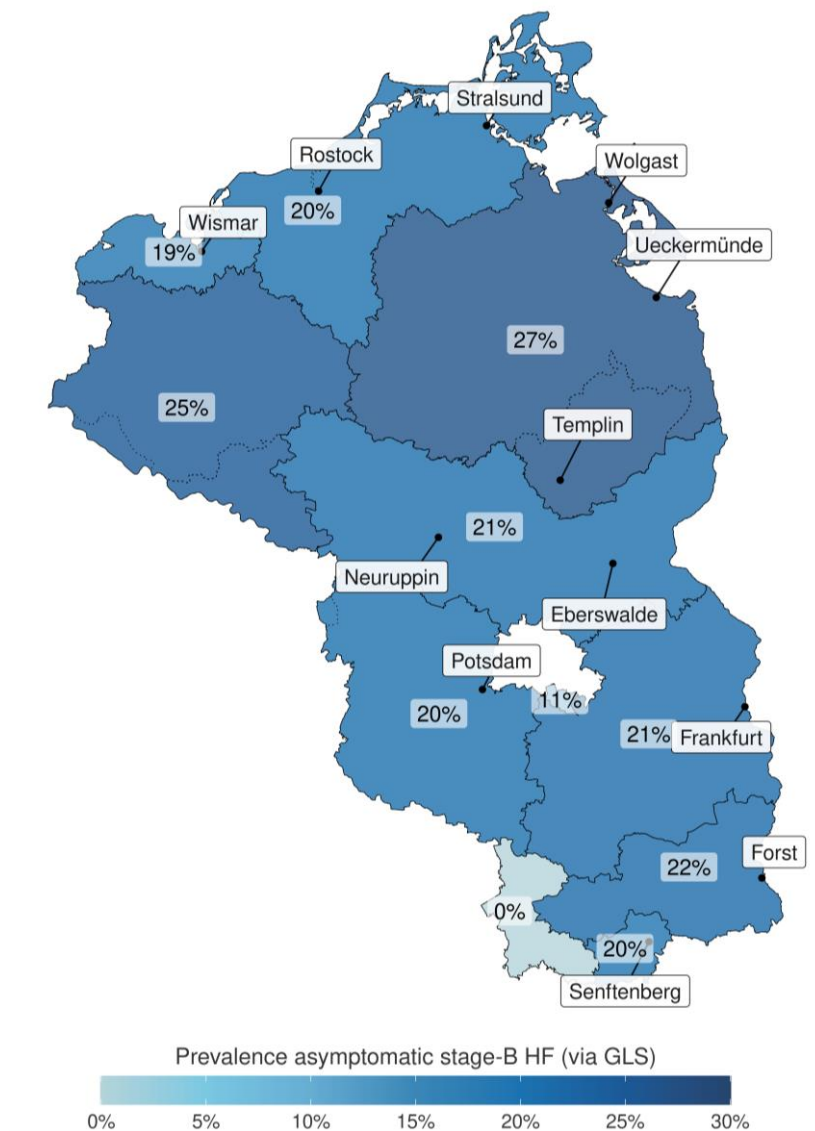 Stralsund
Rostock
Wolgast
20%
Wismar
19%
Ueckermünde
27%
25%
Templin
21%
Neuruppin
Eberswalde
Potsdam
11%
20%
21%
Frankfurt
Forst
22%
0%
20%
Senftenberg
Prevalence asymptomatic stage-B HF (via GLS)
0% 5% 10% 15% 20% 25% 30%